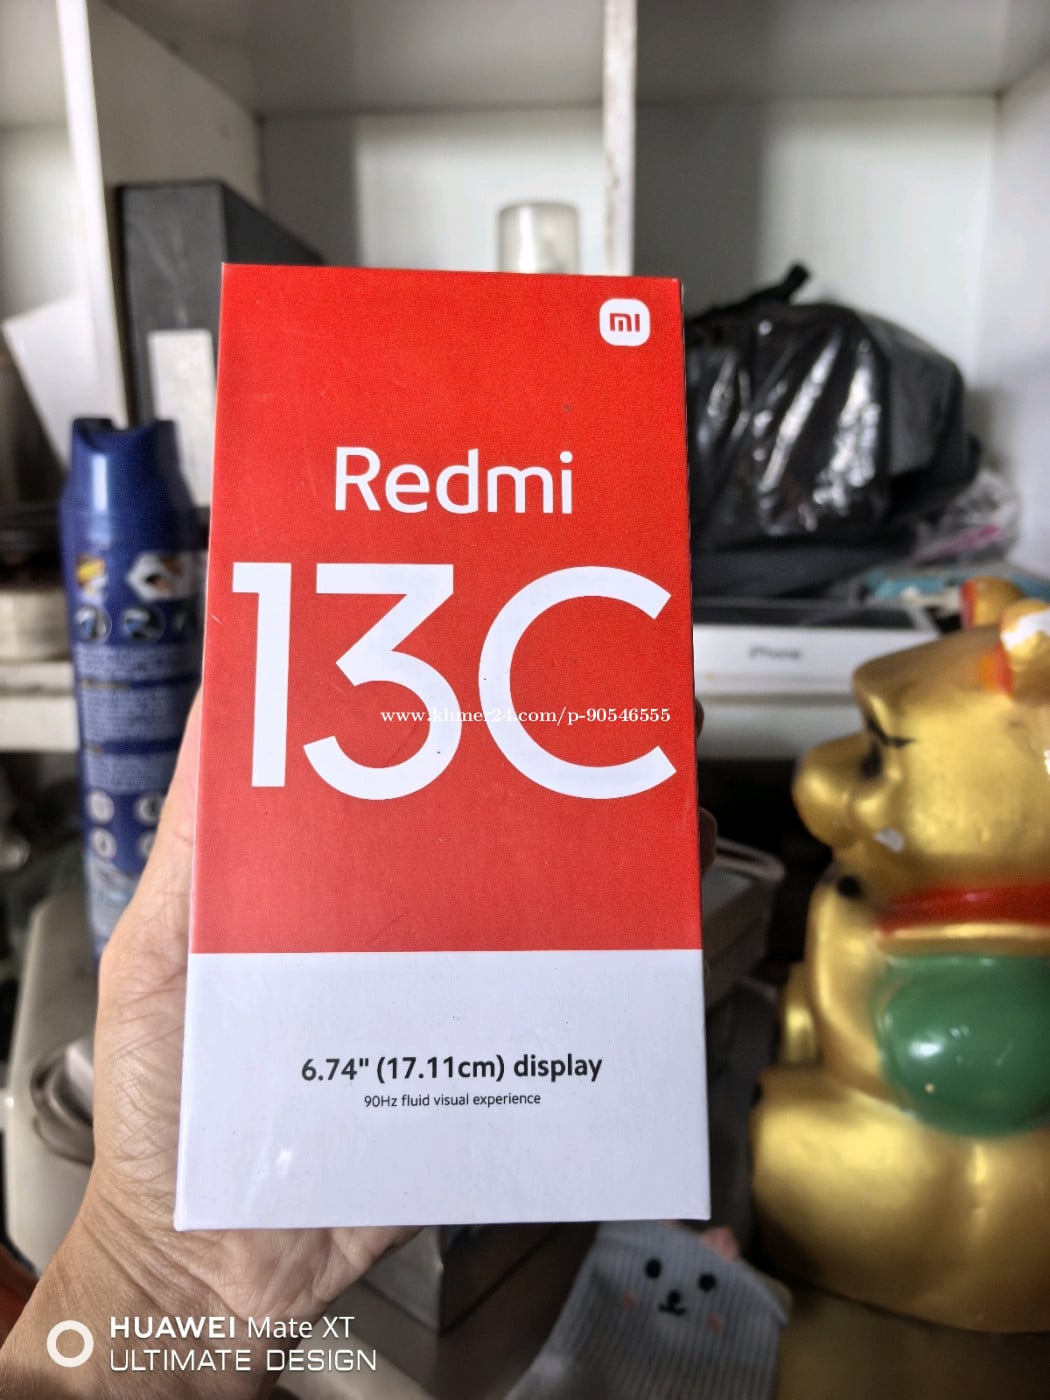 mi
Redmi
13C
www.khmer24.com/p-90546555
iPhone
6.74" (17.11cm) display
90Hz fluid visual experience
HUAWEI Mate XT
ULTIMATE DESIGN